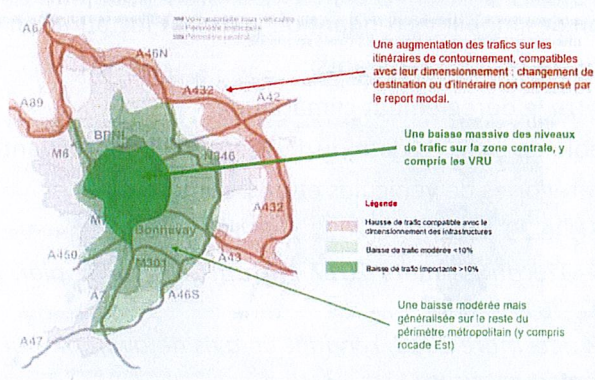 A6
A46N
A432
A42
A89
BPNL
M6
N346
A432
Bonnevay
A450
M301
A43
A7
A46S
A47
Une augmentation des trafics sur les
itinéraires de contournement, compatibles
avec leur dimensionnement : changement de
destination ou d'itinéraire non compensé par
le report modal.
Une baisse massive des niveaux
de trafic sur la zone centrale, y
compris les VRU
Légende
Hausse de trafic compatible avec le
dimensionnement des infrastructures
Baisse de trafic modérée <10%
Baisse de trafic importante >10%
Une baisse modérée mais
généralisée sur le reste du
périmètre métropolitain (y compris
rocade Est)